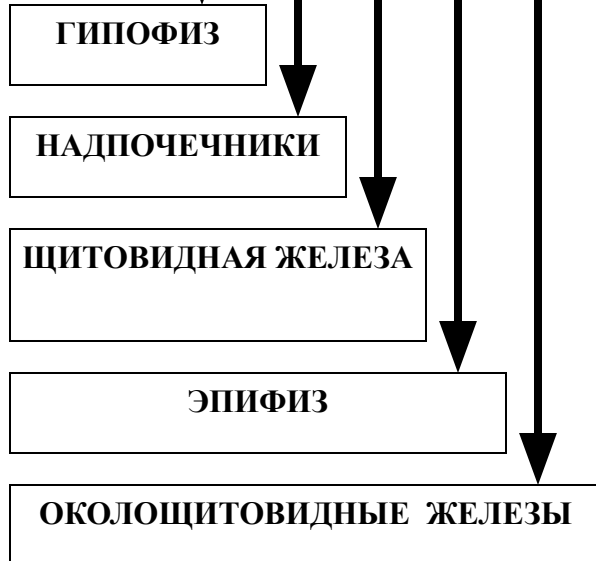 ГИПОФИЗ
НАДПОЧЕЧНИКИ
ЩИТОВИДНАЯ ЖЕЛЕЗА
ЭПИФИЗ
ОКОЛОЩИТОВИДНЫЕ ЖЕЛЕЗЫ